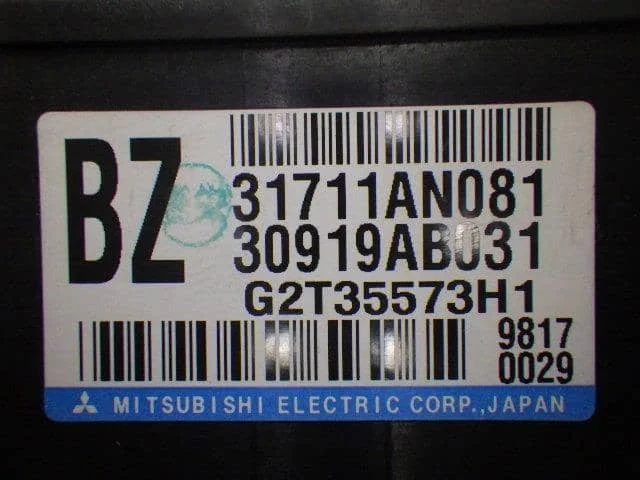 BZ
31711AN081
30919AB031
G2T35573H1
9817
0029
MITSUBISHI ELECTRIC CORP.,JAPAN